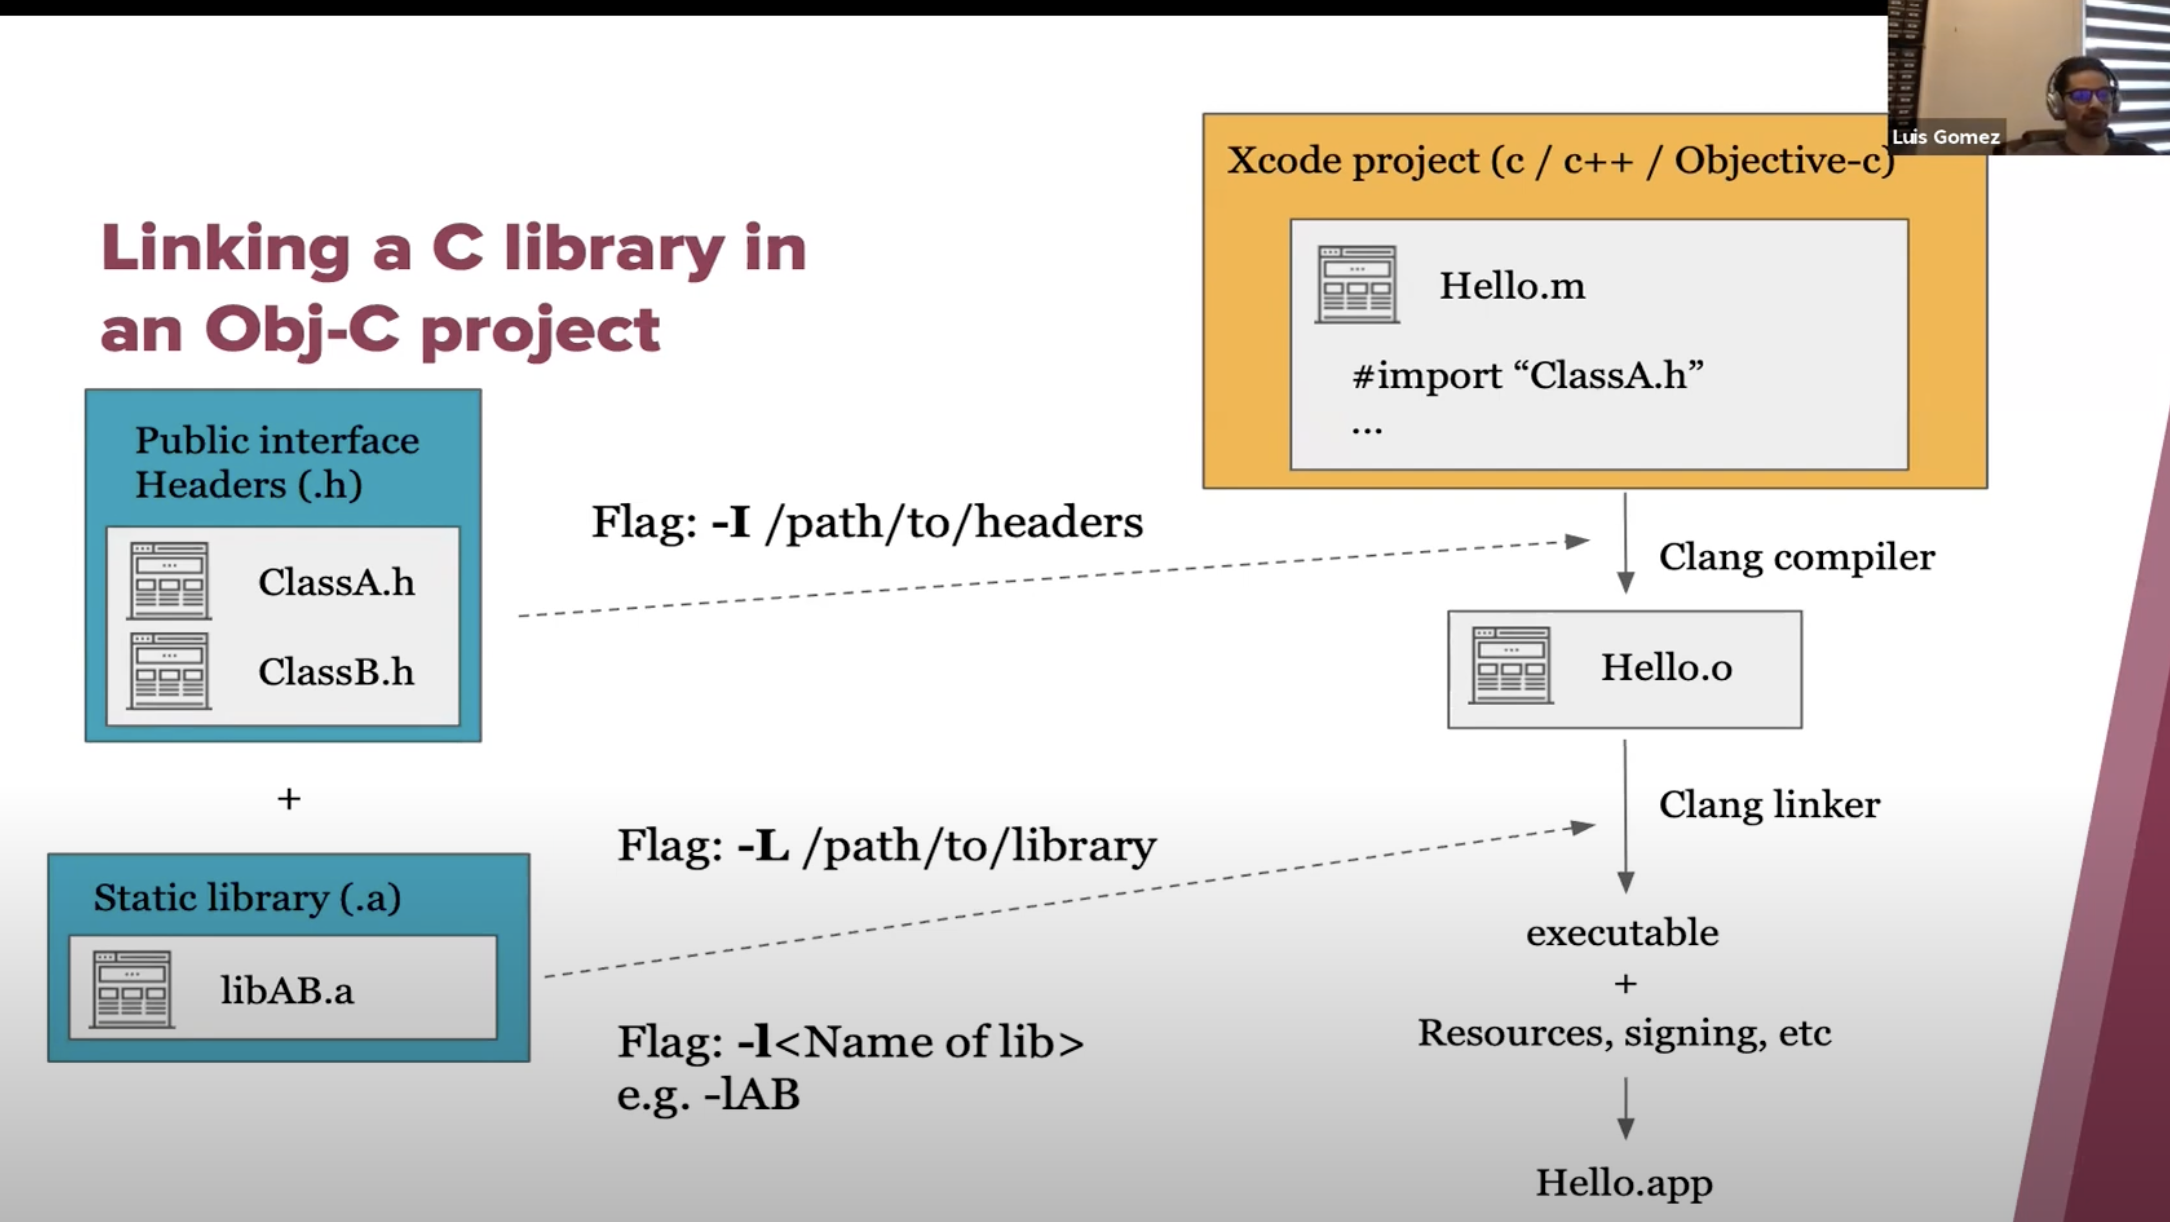 Luis Gomez
Linking a C library in
an Obj-C project
Public interface
Headers (.h)
ClassA.h
ClassB.h
+
Static library (.a)
libAB.a
Flag: -I /path/to/headers
Flag: -L /path/to/library
Flag: -l<Name of lib>
e.g. -lAB
Xcode project (c / c++ / Objective-c)
Hello.m
#import “ClassA.h”
...
Clang compiler
Hello.o
Clang linker
executable
+
Resources, signing, etc
Hello.app